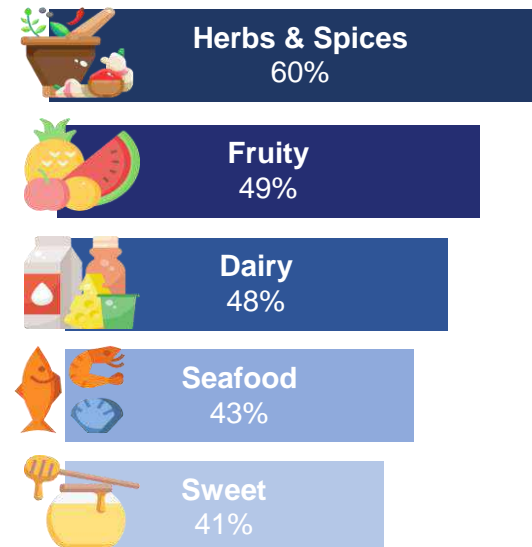 Herbs & Spices
60%
Fruity
49%
Dairy
48%
Seafood
43%
Sweet
41%